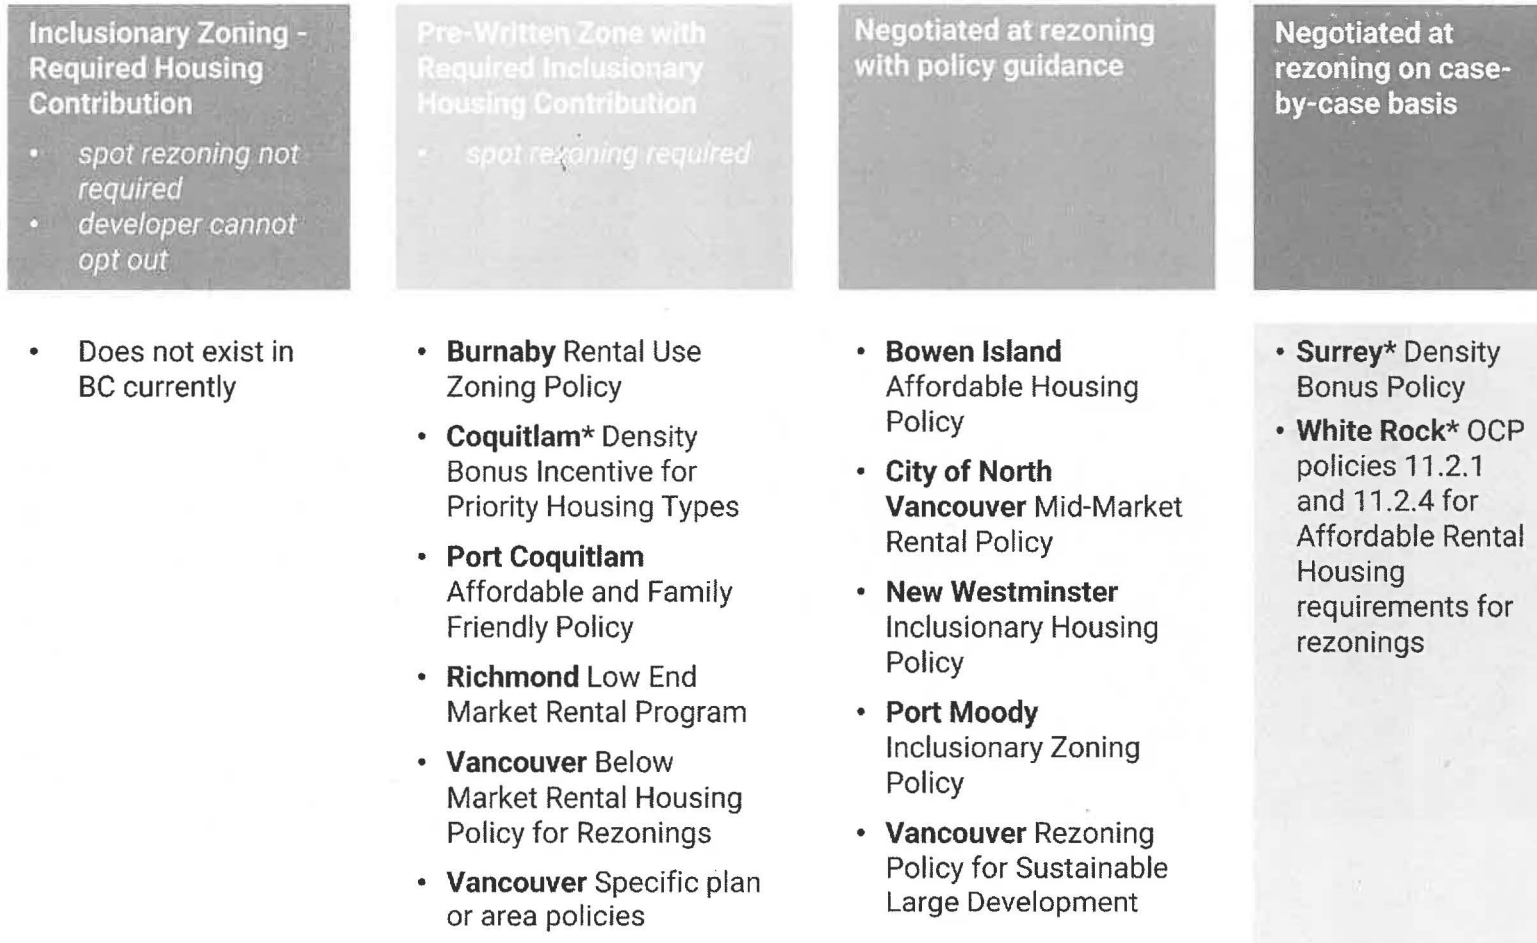 Inclusionary Zoning -
Required Housing
Contribution
• spot rezoning not
required
• developer cannot
opt out
• Does not exist in
BC currently
Pre-Written Zone with
Required Inclusionary
Housing Contribution
• spot rezoning required
• Burnaby Rental Use
Zoning Policy
• Coquitlam* Density
Bonus Incentive for
Priority Housing Types
• Port Coquitlam
Affordable and Family
Friendly Policy
• Richmond Low End
Market Rental Program
• Vancouver Below
Market Rental Housing
Policy for Rezonings
• Vancouver Specific plan
or area policies
Negotiated at rezoning
with policy guidance
• Bowen Island
Affordable Housing
Policy
• City of North
Vancouver Mid-Market
Rental Policy
• New Westminster
Inclusionary Housing
Policy
• Port Moody
Inclusionary Zoning
Policy
• Vancouver Rezoning
Policy for Sustainable
Large Development
Negotiated at
rezoning on case-
by-case basis
• Surrey* Density
Bonus Policy
• White Rock* OCP
policies 11.2.1
and 11.2.4 for
Affordable Rental
Housing
requirements for
rezonings